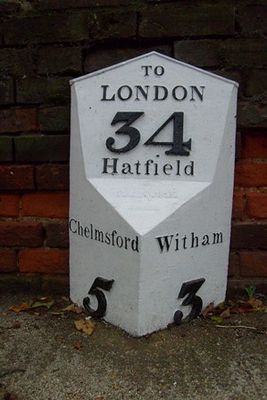 TO
LONDON
34
Hatfield
Chelmsford Witham
5 3